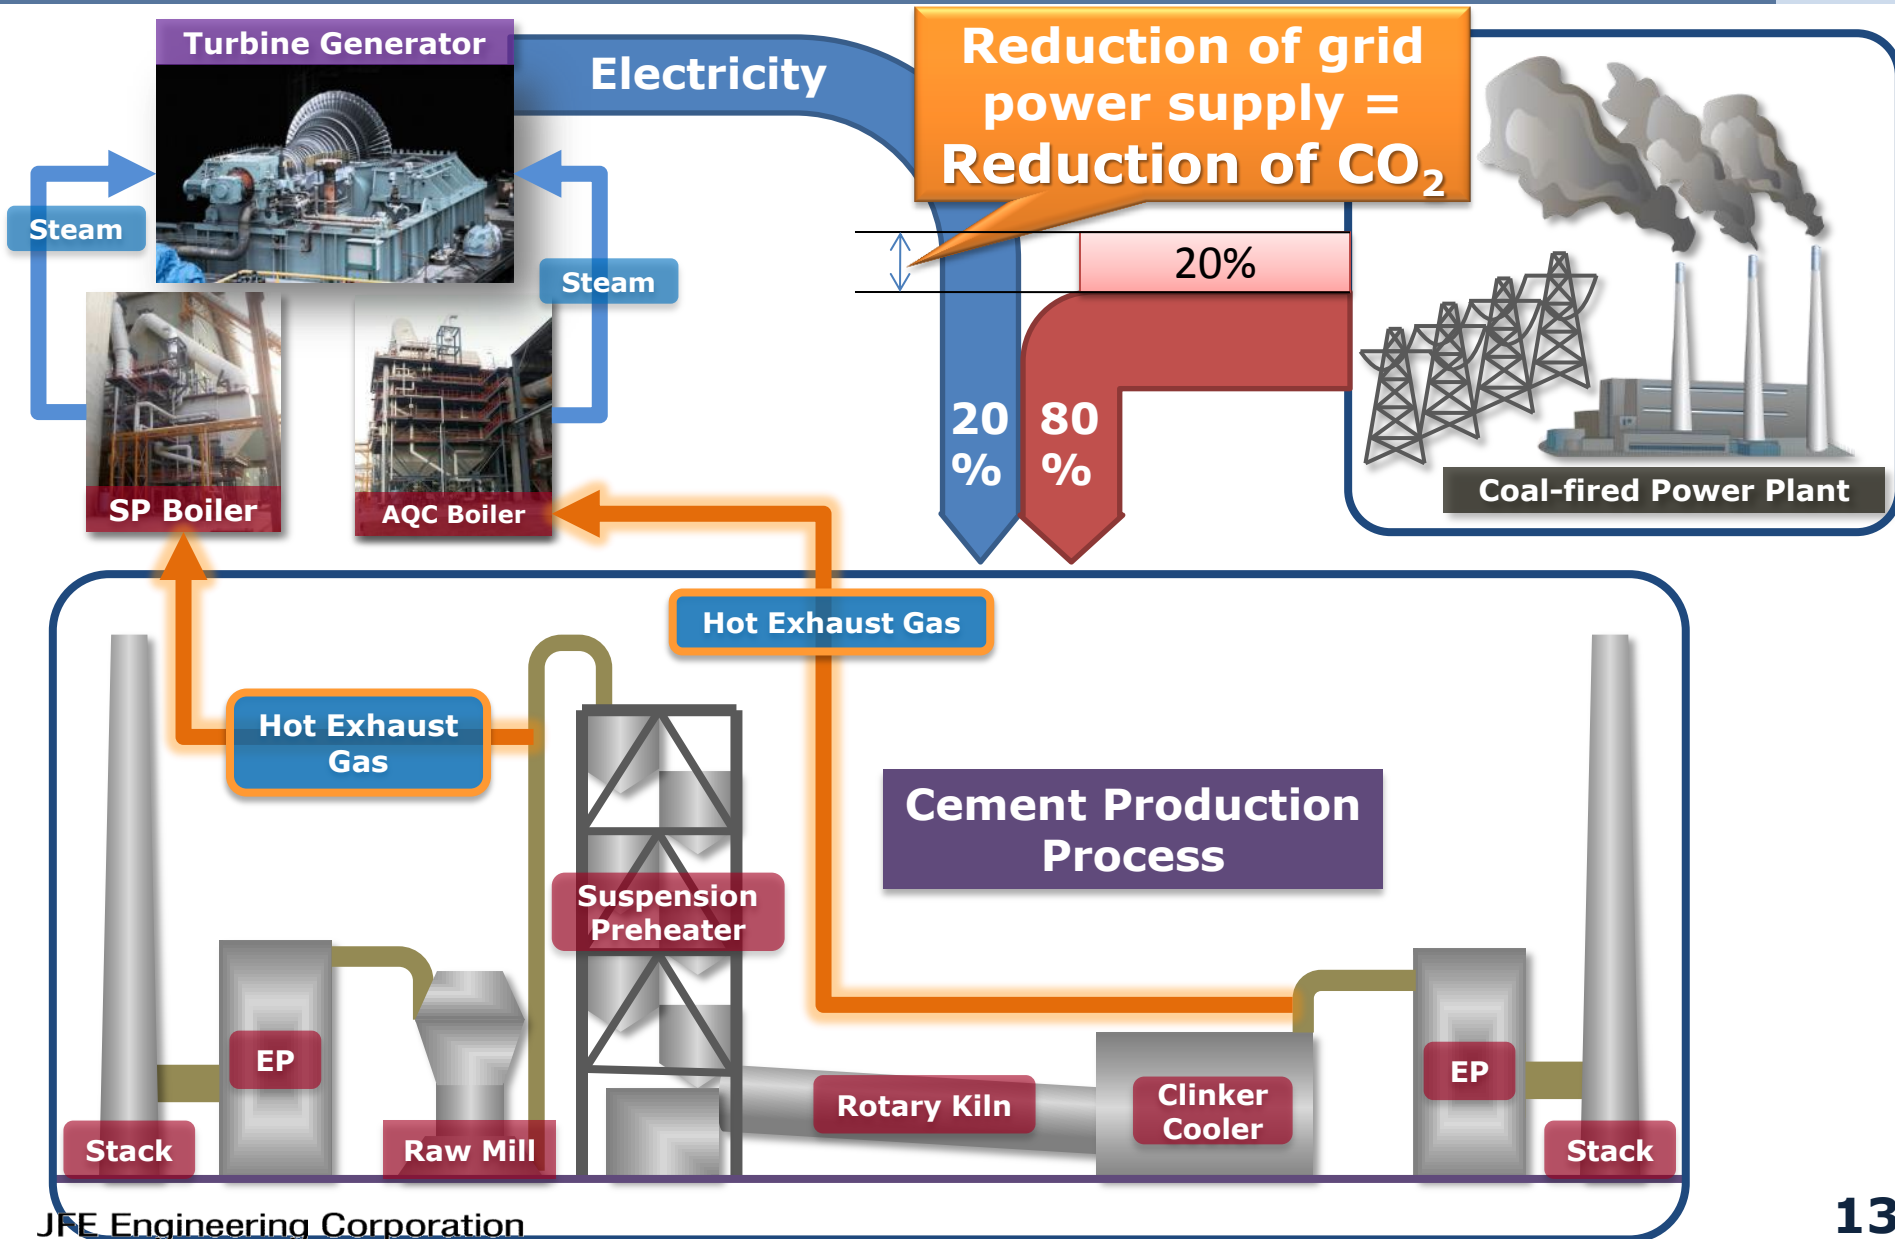 Turbine Generator
Electricity
Reduction of grid
power supply =
Reduction of CO₂
Steam
Steam
20%
20
%
80
%
SP Boiler
AQC Boiler
Coal-fired Power Plant
Hot Exhaust Gas
Hot Exhaust
Gas
Cement Production
Process
Suspension
Preheater
EP
Rotary Kiln
Clinker
Cooler
EP
Stack
Raw Mill
Stack
JFE Engineering Corporation
13